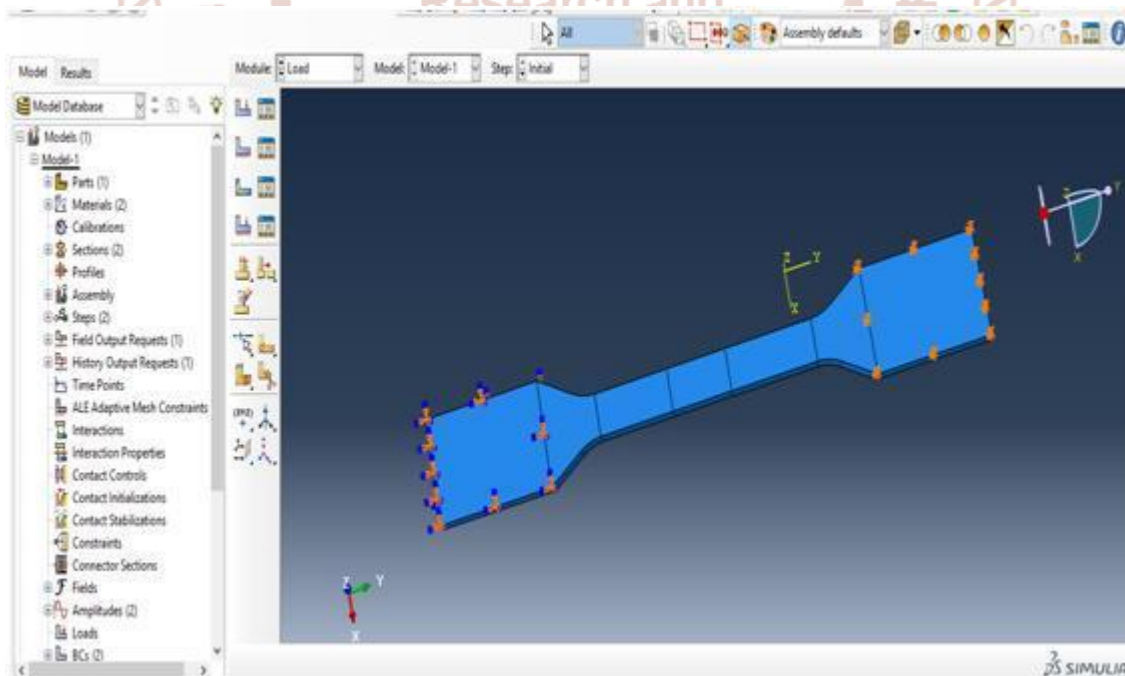 Research and
All
Assembly defaults
Model Results
Module: Load Model: Model-1 Step: Initial
Model Database
Models (1)
Model-1
Parts (1)
Materials (2)
Calibrations
Sections (2)
Profiles
Assembly
Steps (2)
Field Output Requests (1)
History Output Requests (1)
Time Points
ALE Adaptive Mesh Constraints
Interactions
Interaction Properties
Contact Controls
Contact Initializations
Contact Stabilizations
Constraints
Connector Sections
Fields
Amplitudes (2)
Loads
BCs (2)
(XYZ)
Z Y
X
Z Y
X
Z Y
X
SIMULIA